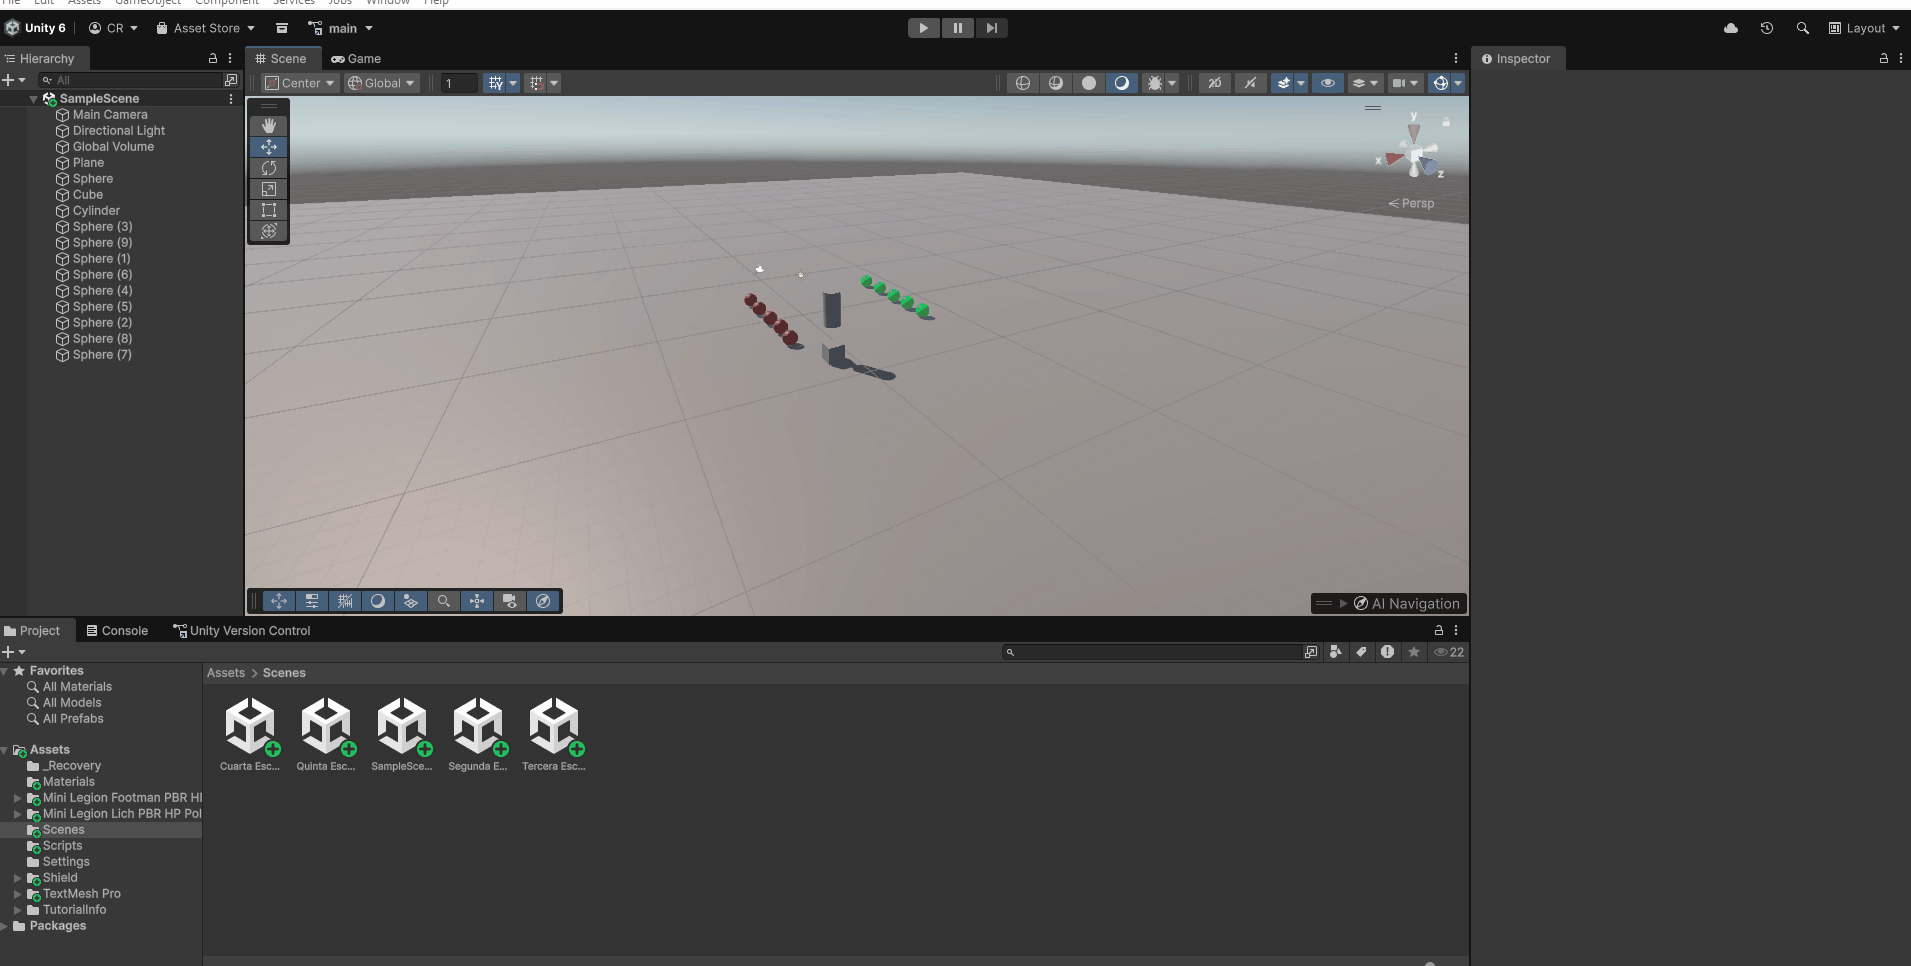 File Edit Assets GameObject Component Services Jobs Window Help
Unity 6 CR Asset Store main Layout
Hierarchy
All
SampleScene
Main Camera
Directional Light
Global Volume
Plane
Sphere
Cube
Cylinder
Sphere (3)
Sphere (9)
Sphere (1)
Sphere (6)
Sphere (4)
Sphere (5)
Sphere (2)
Sphere (8)
Sphere (7)
Scene Game
Center Global 1 2D
y
x
z
Persp
AI Navigation
Inspector
Project Console Unity Version Control
22
Favorites
All Materials
All Models
All Prefabs
Assets
_Recovery
Materials
Mini Legion Footman PBR HI
Mini Legion Lich PBR HP Pol
Scenes
Scripts
Settings
Shield
TextMesh Pro
TutorialInfo
Packages
Assets > Scenes
Cuarta Esc... Quinta Esc... SampleSce... Segunda E... Tercera Esc...